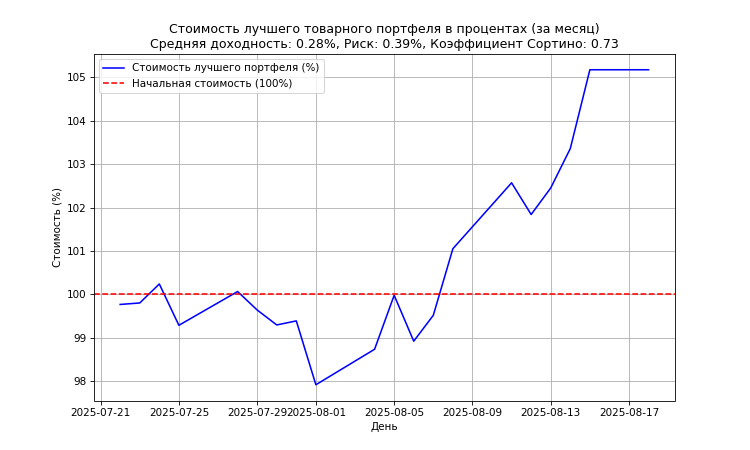 Стоимость лучшего товарного портфеля в процентах (за месяц)
Средняя доходность: 0.28%, Риск: 0.39%, Коэффициент Сортино: 0.73
Стоимость лучшего портфеля (%)
Начальная стоимость (100%)
Стоимость (%)
105
104
103
102
101
100
99
98
2025-07-21 2025-07-25 2025-07-29 2025-08-01 2025-08-05 2025-08-09 2025-08-13 2025-08-17
День